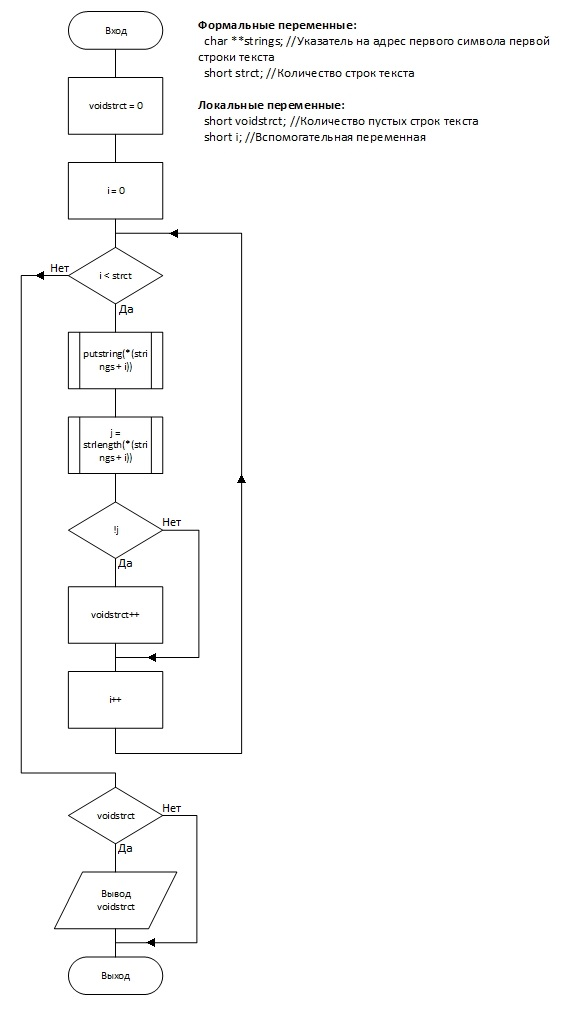 Вход
Формальные переменные:
char **strings; //Указатель на адрес первого символа первой
строки текста
short strct; //Количество строк текста
Локальные переменные:
short voidstrct; //Количество пустых строк текста
short i; //Вспомогательная переменная
voidstrct = 0
i = 0
Нет
i < strct
Да
putstring(*(stri
ngs + i))
j =
strlength(*(stri
ngs + i))
!j
Нет
Да
voidstrct++
i++
voidstrct
Нет
Да
Вывод
voidstrct
Выход